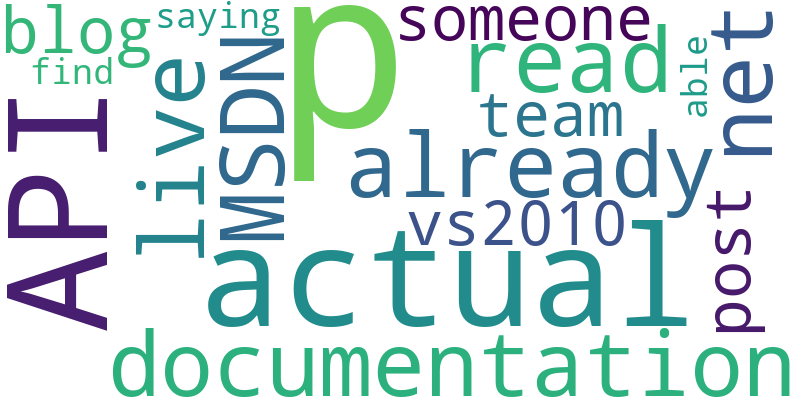 blog
saying
p
someone
find
read
able
net
API
live
MSDN
team
already
post
vs2010
actual
documentation